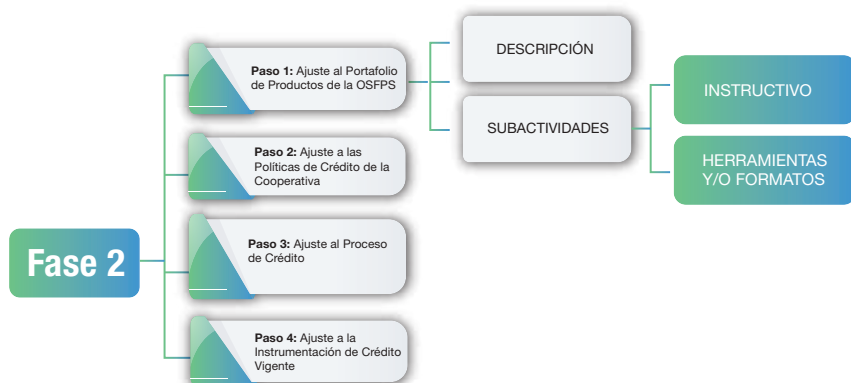 Fase 2
Paso 1: Ajuste al Portafolio
de Productos de la OSFPS
Paso 2: Ajuste a las
Políticas de Crédito de la
Cooperativa
Paso 3: Ajuste al Proceso
de Crédito
Paso 4: Ajuste a la
Instrumentación de Crédito
Vigente
DESCRIPCIÓN
SUBACTIVIDADES
INSTRUCTIVO
HERRAMIENTAS
Y/O FORMATOS